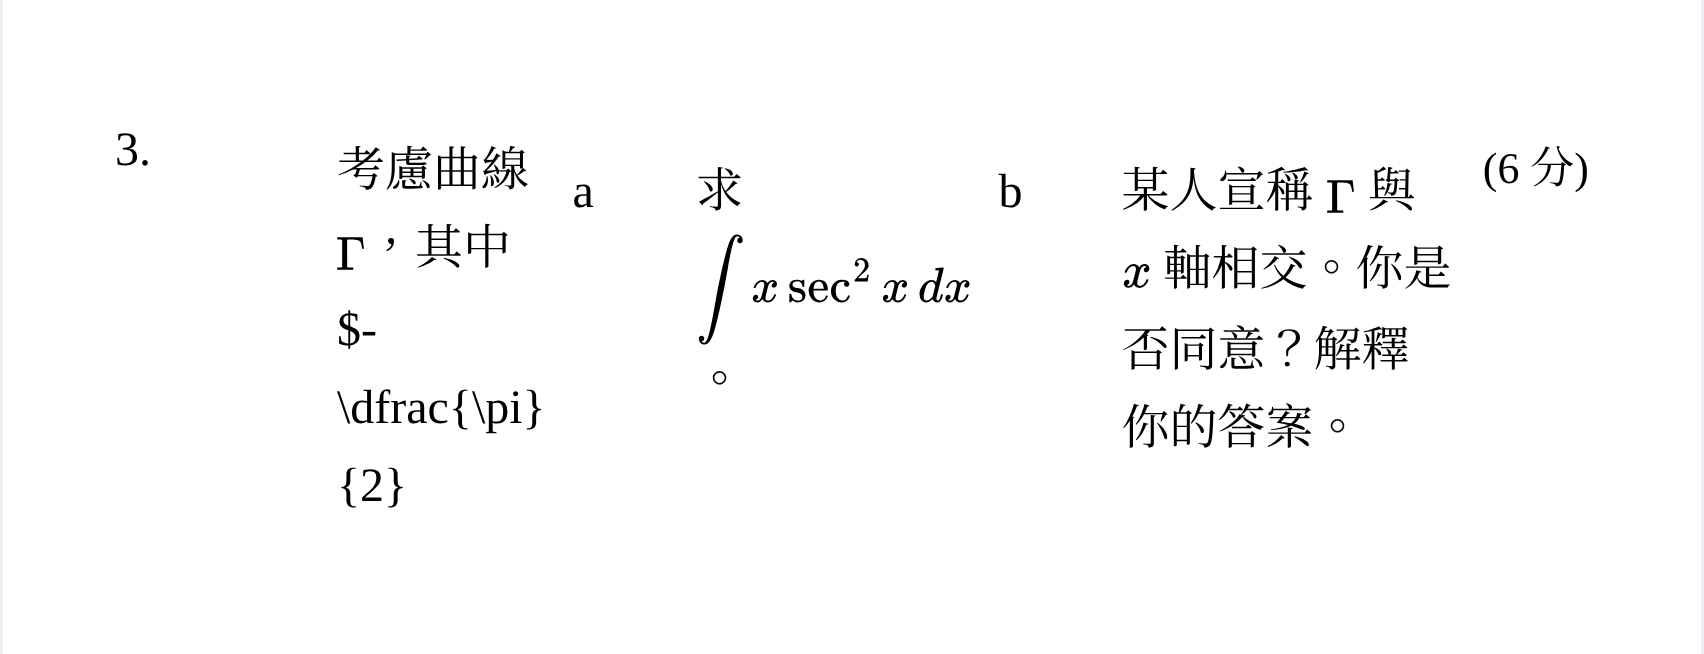 3.
考慮曲線
Γ，其中
$-
\dfrac{\pi}
{2}
a
求
∫ x sec² x dx
。
b
某人宣稱 Γ 與
x 軸相交。你是
否同意？解釋
你的答案。
(6 分)